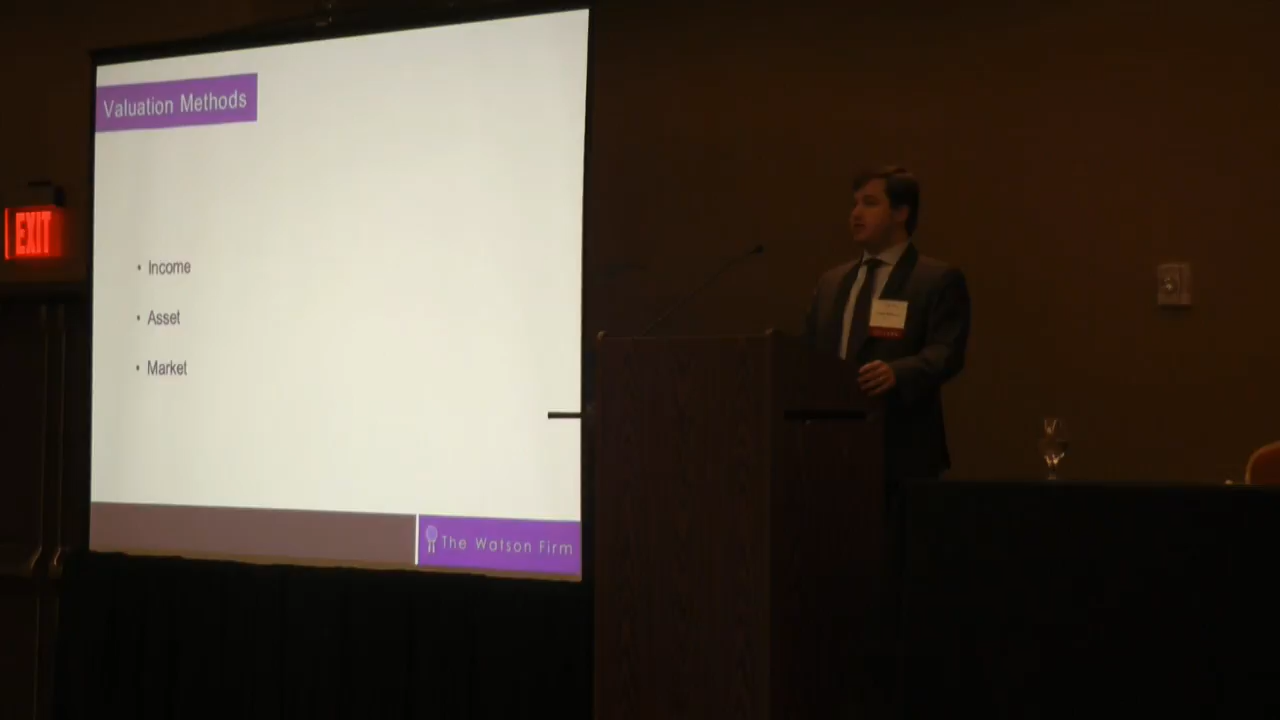 Valuation Methods
EXIT
• Income
• Asset
• Market
The Watson Firm